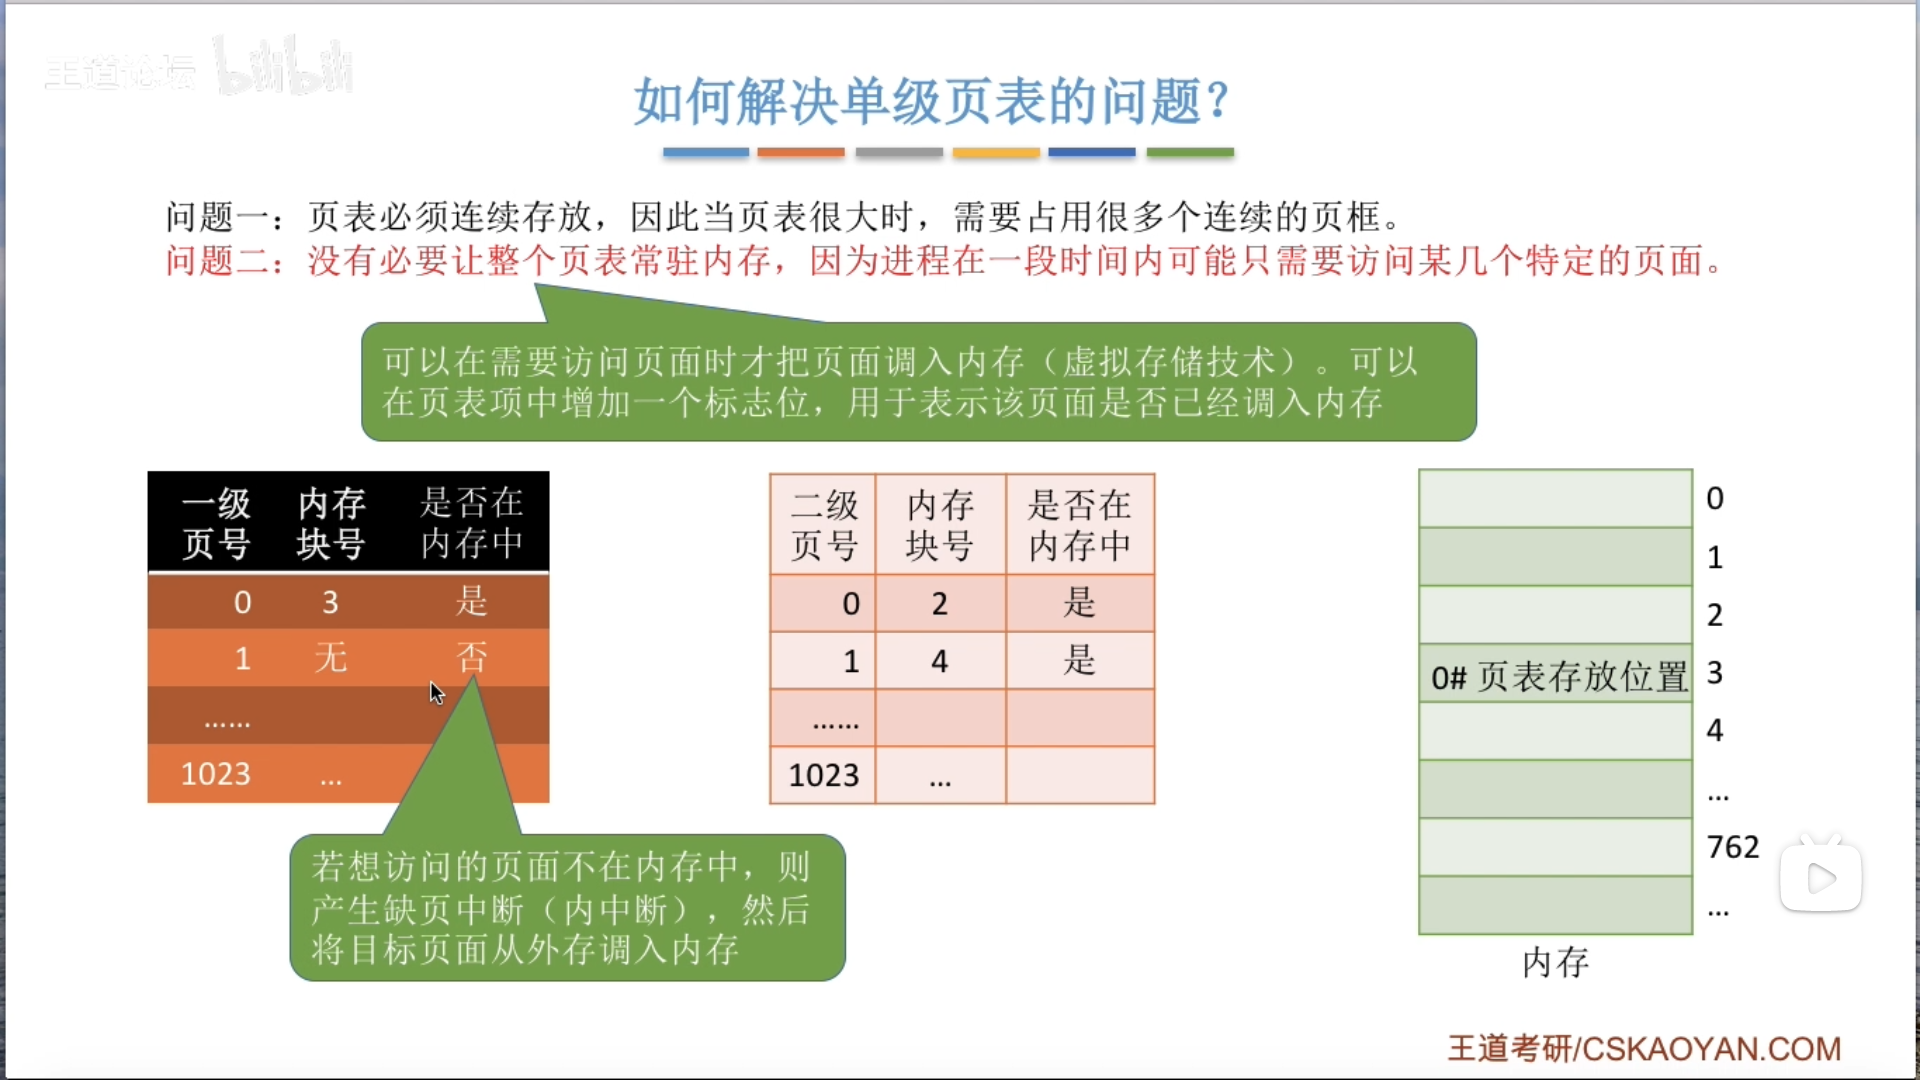 王道论坛 bilibili
如何解决单级页表的问题？
问题一：页表必须连续存放，因此当页表很大时，需要占用很多个连续的页框。
问题二：没有必要让整个页表常驻内存，因为进程在一段时间内可能只需要访问某几个特定的页面。
可以在需要访问页面时才把页面调入内存（虚拟存储技术）。可以
在页表项中增加一个标志位，用于表示该页面是否已经调入内存
一级页号 内存块号 是否在内存中
0 3 是
1 无 否
……
1023 ...
若想访问的页面不在内存中，则
产生缺页中断（内中断），然后
将目标页面从外存调入内存
二级页号 内存块号 是否在内存中
0 2 是
1 4 是
……
1023 ...
0
1
2
0# 页表存放位置 3
4
...
762
...
内存
王道考研/CSKAOYAN.COM